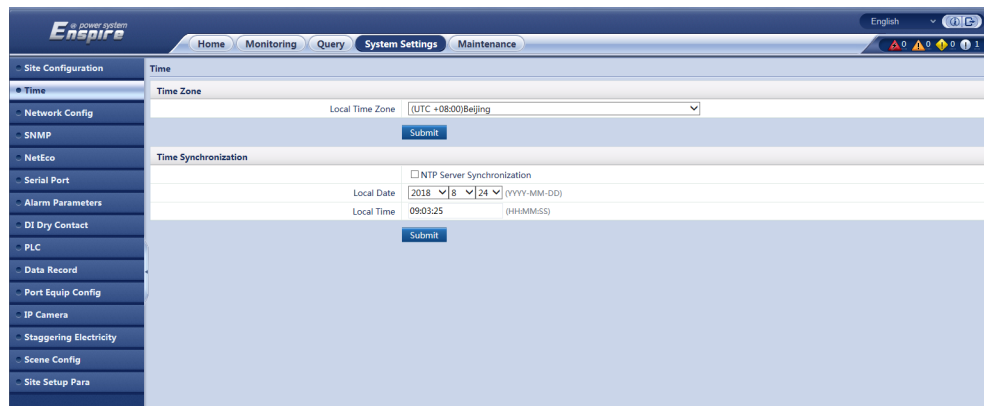 @ power system
Enspire
English
Home Monitoring Query System Settings Maintenance
0 0 0 1
Site Configuration
Time
Network Config
SNMP
NetEco
Serial Port
Alarm Parameters
DI Dry Contact
PLC
Data Record
Port Equip Config
IP Camera
Staggering Electricity
Scene Config
Site Setup Para
Time
Time Zone
Local Time Zone (UTC +08:00)Beijing
Submit
Time Synchronization
NTP Server Synchronization
Local Date 2018 8 24 (YYYY-MM-DD)
Local Time 09:03:25 (HH:MM:SS)
Submit